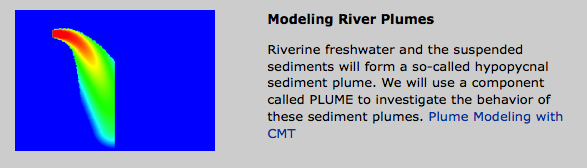 Modeling River Plumes
Riverine freshwater and the suspended
sediments will form a so-called hypopycnal
sediment plume. We will use a component
called PLUME to investigate the behavior of
these sediment plumes. Plume Modeling with
CMT